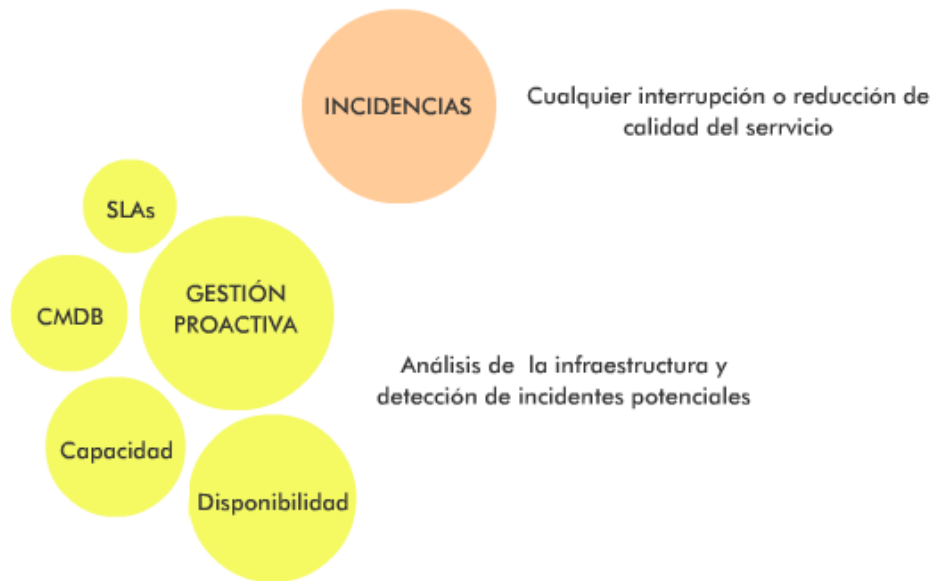 INCIDENCIAS
Cualquier interrupción o reducción de
calidad del serrvicio
SLAs
CMDB
GESTIÓN
PROACTIVA
Análisis de la infraestructura y
detección de incidentes potenciales
Capacidad
Disponibilidad